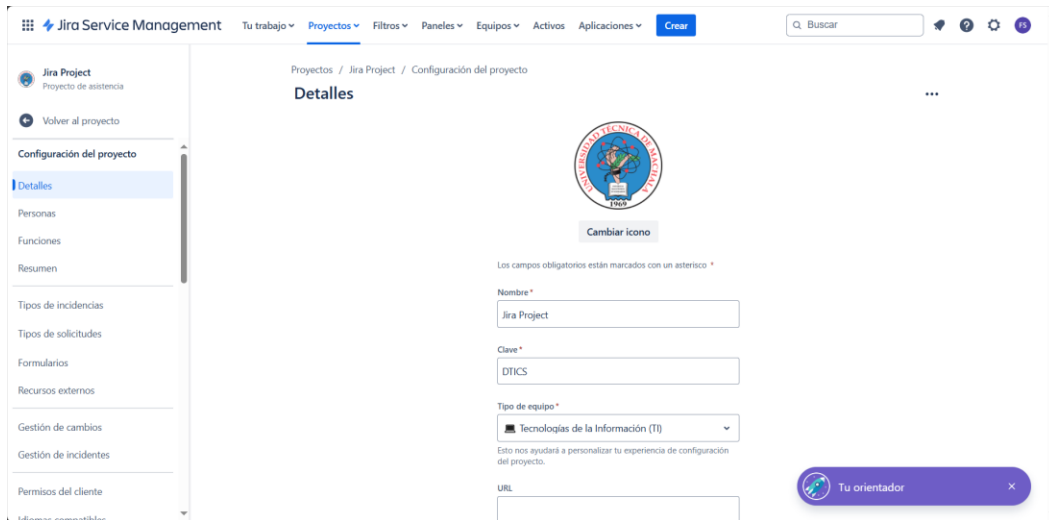 Jira Service Management
Tu trabajo
Proyectos
Filtros
Paneles
Equipos
Activos
Aplicaciones
Crear
Buscar
FS
Jira Project
Proyecto de asistencia
Volver al proyecto
Configuración del proyecto
Detalles
Personas
Funciones
Resumen
Tipos de incidencias
Tipos de solicitudes
Formularios
Recursos externos
Gestión de cambios
Gestión de incidentes
Permisos del cliente
Idiomas compatibles
Proyectos / Jira Project / Configuración del proyecto
Detalles
UNIVERSIDAD TÉCNICA DE MACHALA
1969
Cambiar icono
Los campos obligatorios están marcados con un asterisco *
Nombre *
Jira Project
Clave *
DTICS
Tipo de equipo *
Tecnologías de la Información (TI)
Esto nos ayudará a personalizar tu experiencia de configuración
del proyecto.
URL
Tu orientador